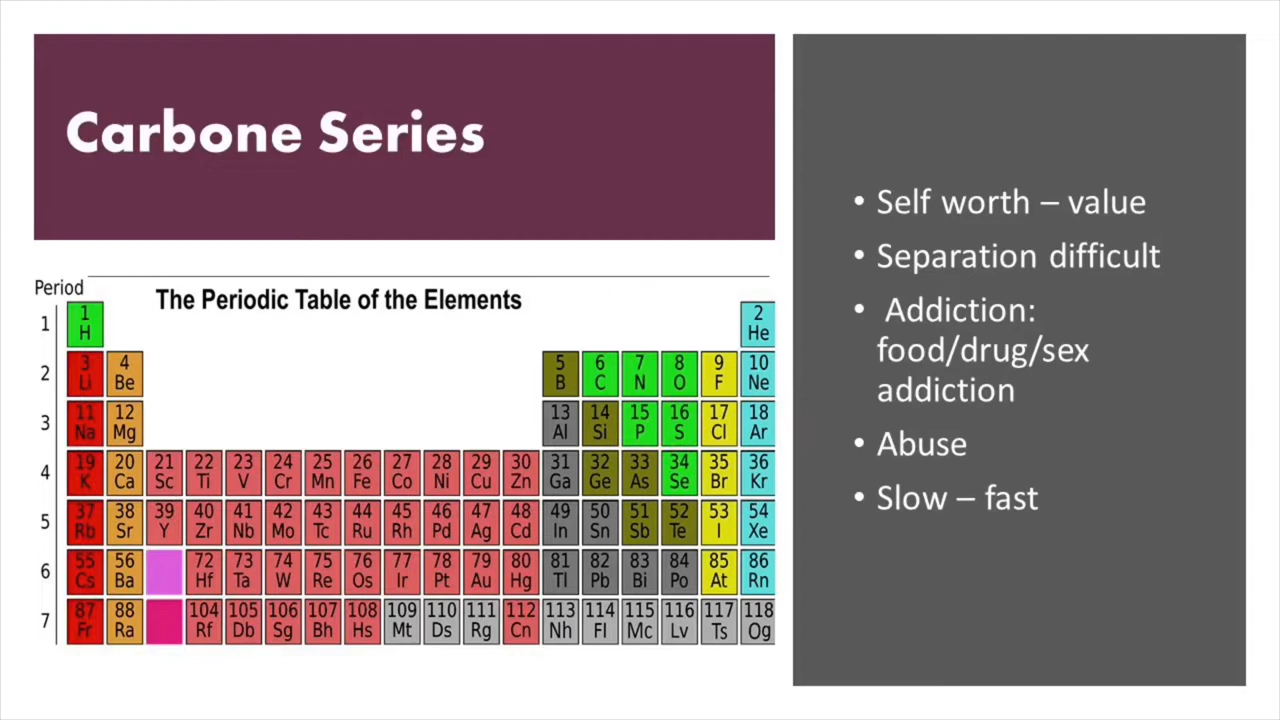 Carbone Series
Period
The Periodic Table of the Elements
1 1 2
H He
2 3 4 5 6 7 8 9 10
Li Be B C N O F Ne
3 11 12 13 14 15 16 17 18
Na Mg Al Si P S Cl Ar
4 19 20 21 22 23 24 25 26 27 28 29 30 31 32 33 34 35 36
K Ca Sc Ti V Cr Mn Fe Co Ni Cu Zn Ga Ge As Se Br Kr
5 37 38 39 40 41 42 43 44 45 46 47 48 49 50 51 52 53 54
Rb Sr Y Zr Nb Mo Tc Ru Rh Pd Ag Cd In Sn Sb Te I Xe
6 55 56 72 73 74 75 76 77 78 79 80 81 82 83 84 85 86
Cs Ba Hf Ta W Re Os Ir Pt Au Hg Tl Pb Bi Po At Rn
7 87 88 104 105 106 107 108 109 110 111 112 113 114 115 116 117 118
Fr Ra Rf Db Sg Bh Hs Mt Ds Rg Cn Nh Fl Mc Lv Ts Og
• Self worth – value
• Separation difficult
• Addiction:
food/drug/sex
addiction
• Abuse
• Slow – fast